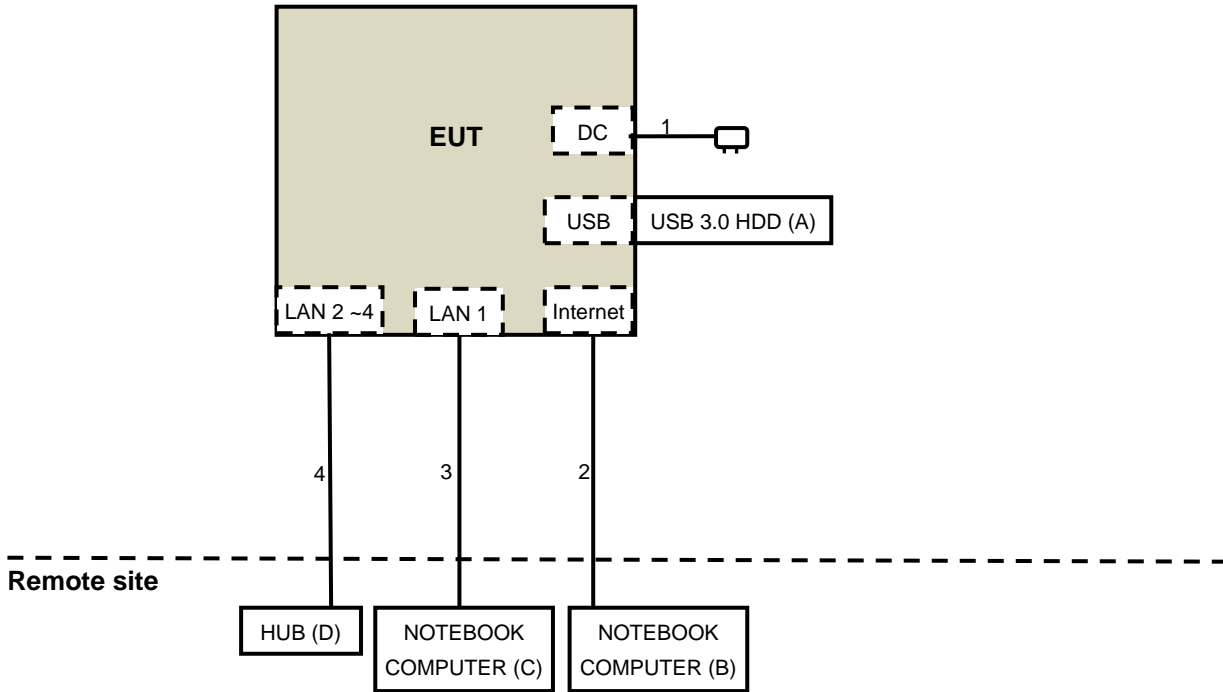 EUT
DC
1
USB
USB 3.0 HDD (A)
LAN 2 ~4
LAN 1
Internet
4
3
2
Remote site
HUB (D)
NOTEBOOK
COMPUTER (C)
NOTEBOOK
COMPUTER (B)